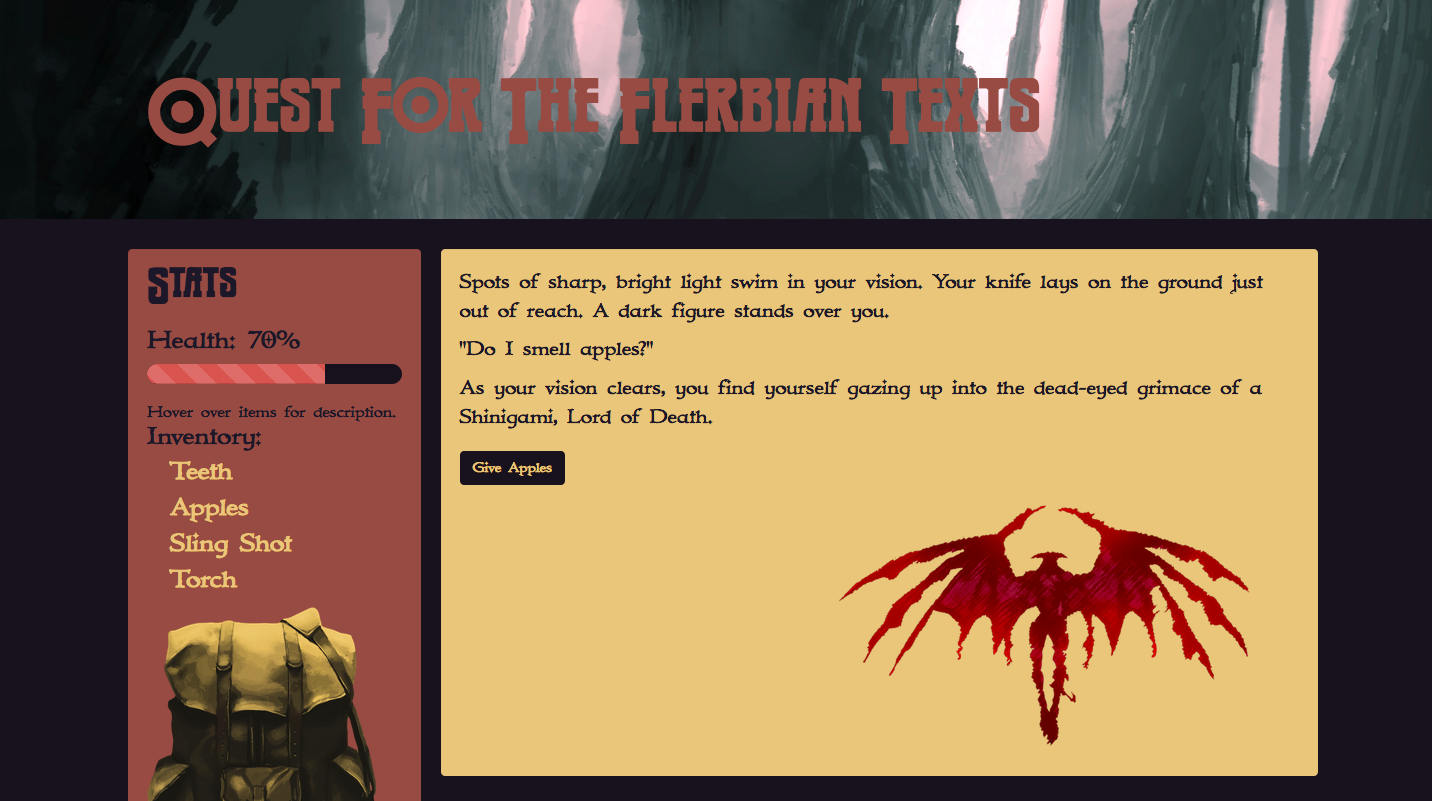 Quest For The Flerbian Texts
Stats
Health: 70%
Hover over items for description.
Inventory:
Teeth
Apples
Sling Shot
Torch
Spots of sharp, bright light swim in your vision. Your knife lays on the ground just
out of reach. A dark figure stands over you.
"Do I smell apples?"
As your vision clears, you find yourself gazing up into the dead-eyed grimace of a
Shinigami, Lord of Death.
Give Apples